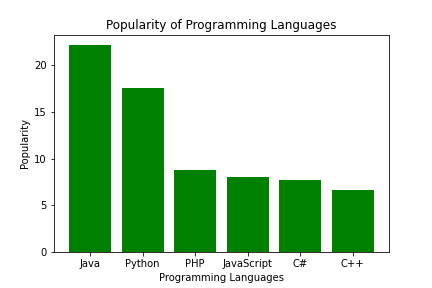 Popularity of Programming Languages
Popularity
20
15
10
5
0
Java Python PHP JavaScript C# C++
Programming Languages